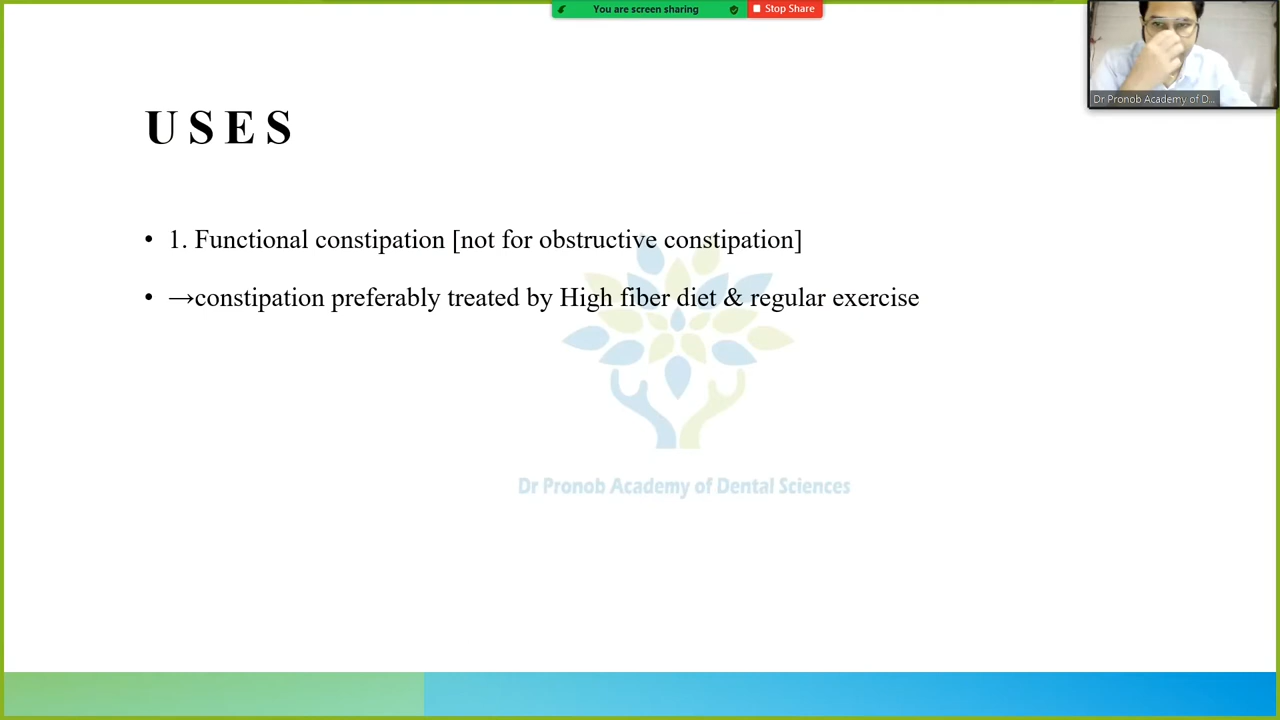 You are screen sharing
Stop Share
Dr Pronob Academy of D...
USES
• 1. Functional constipation [not for obstructive constipation]
• →constipation preferably treated by High fiber diet & regular exercise
Dr Pronob Academy of Dental Sciences